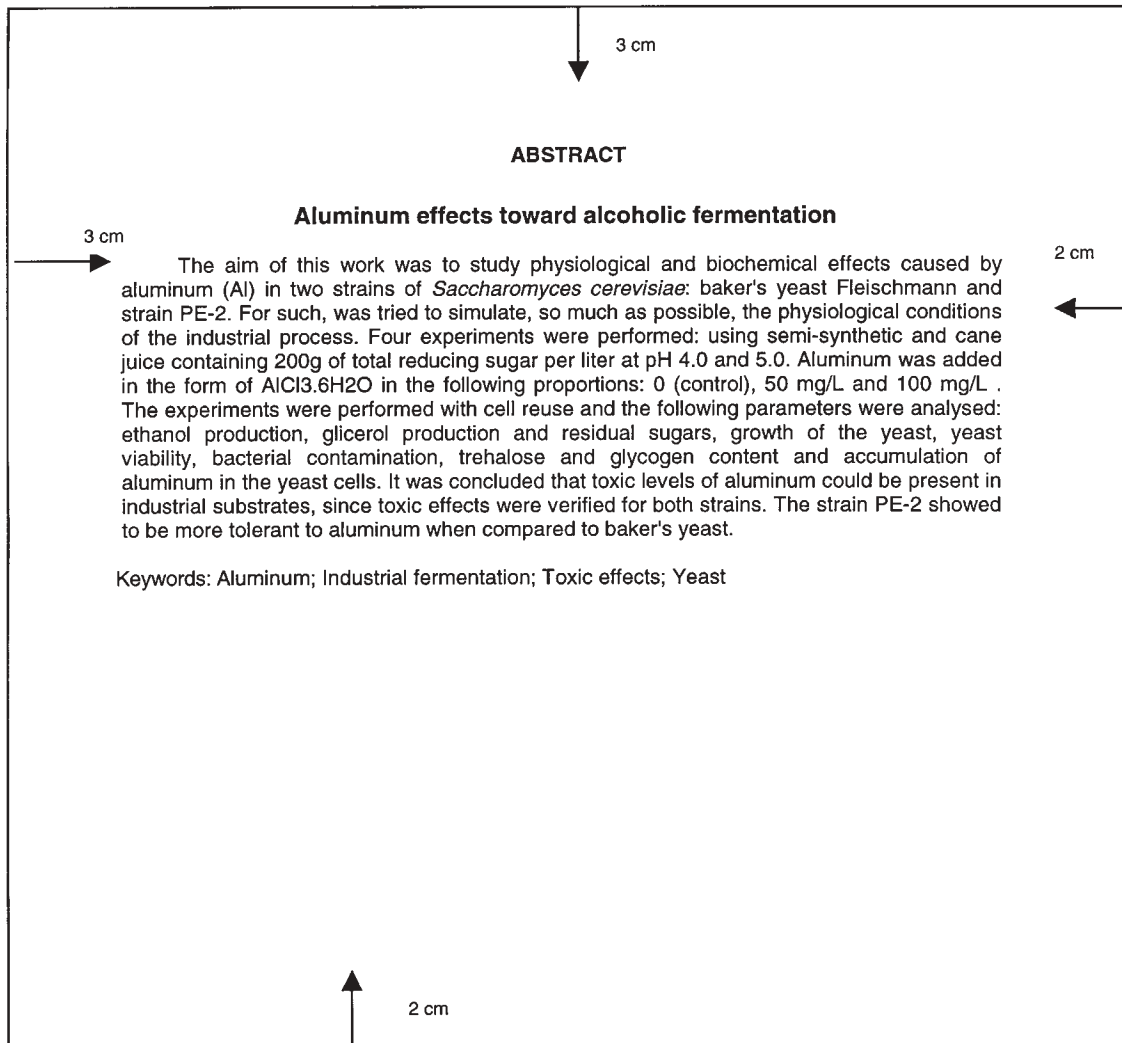 3 cm
ABSTRACT
Aluminum effects toward alcoholic fermentation
3 cm
2 cm
The aim of this work was to study physiological and biochemical effects caused by
aluminum (Al) in two strains of Saccharomyces cerevisiae: baker's yeast Fleischmann and
strain PE-2. For such, was tried to simulate, so much as possible, the physiological conditions
of the industrial process. Four experiments were performed: using semi-synthetic and cane
juice containing 200g of total reducing sugar per liter at pH 4.0 and 5.0. Aluminum was added
in the form of AlCl3.6H2O in the following proportions: 0 (control), 50 mg/L and 100 mg/L .
The experiments were performed with cell reuse and the following parameters were analysed:
ethanol production, glicerol production and residual sugars, growth of the yeast, yeast
viability, bacterial contamination, trehalose and glycogen content and accumulation of
aluminum in the yeast cells. It was concluded that toxic levels of aluminum could be present in
industrial substrates, since toxic effects were verified for both strains. The strain PE-2 showed
to be more tolerant to aluminum when compared to baker's yeast.
Keywords: Aluminum; Industrial fermentation; Toxic effects; Yeast
2 cm